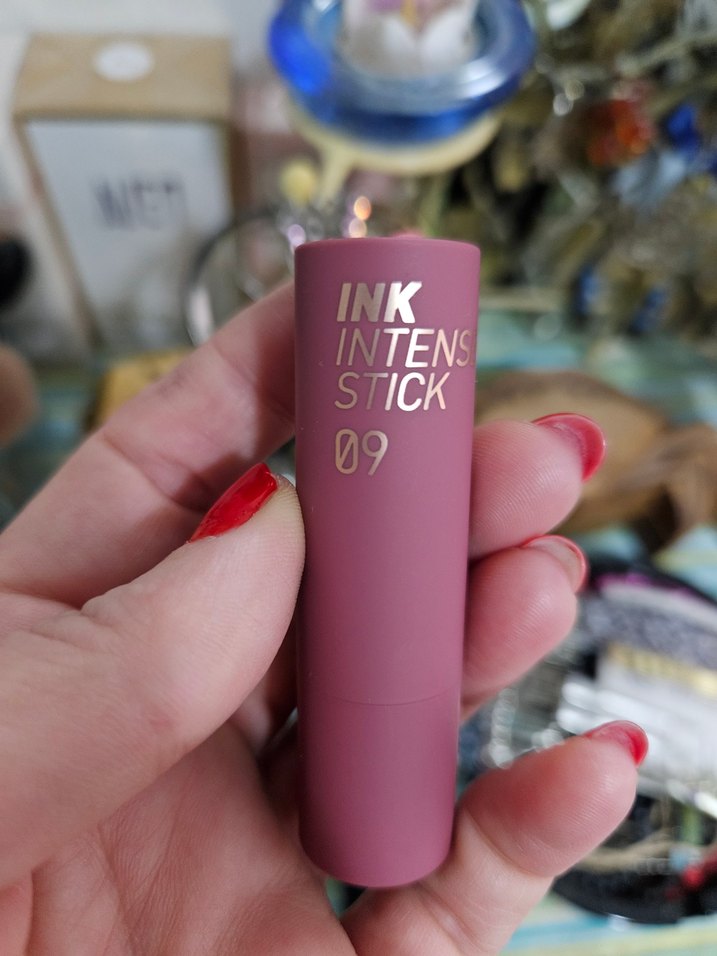 INK
INTENS
STICK
09